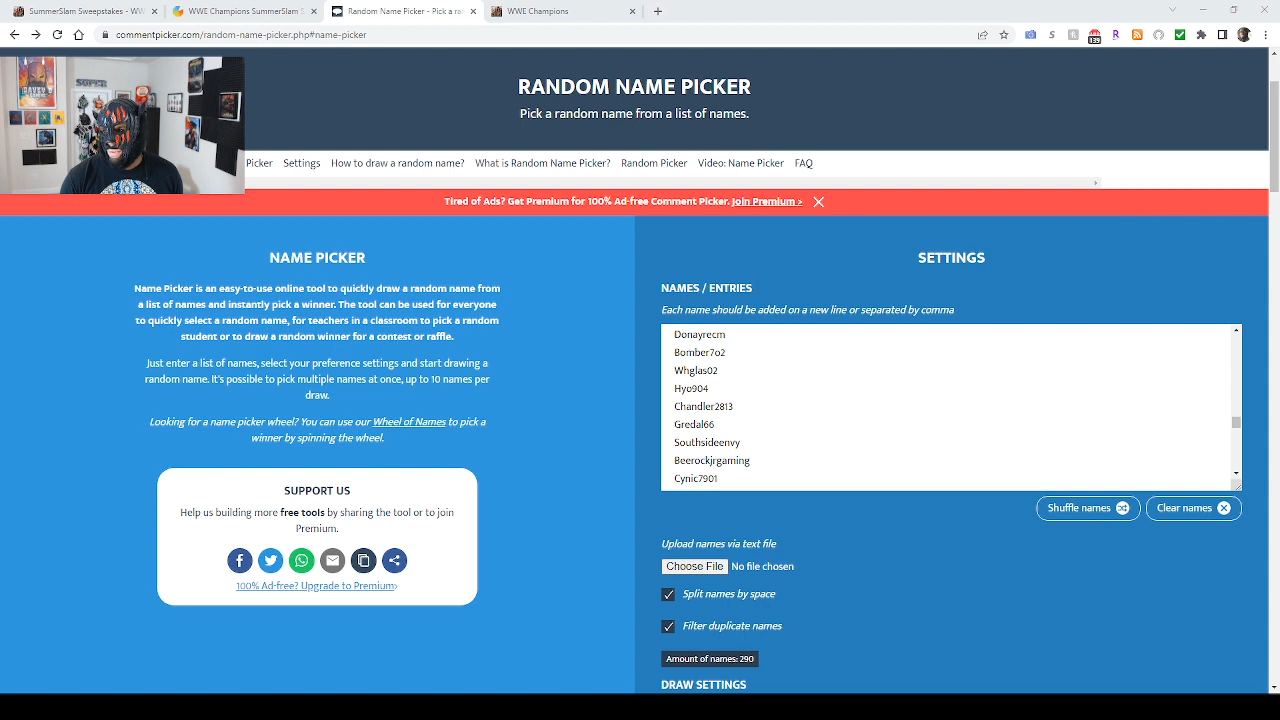 SummerSlam Sweepstakes - WW
WWE Champions SummerSlam S
Random Name Picker - Pick a ra
WWE Champions
commentpicker.com/random-name-picker.php#name-picker
139
RANDOM NAME PICKER
Pick a random name from a list of names.
Picker Settings How to draw a random name? What is Random Name Picker? Random Picker Video: Name Picker FAQ
Tired of Ads? Get Premium for 100% Ad-free Comment Picker. Join Premium >
NAME PICKER
Name Picker is an easy-to-use online tool to quickly draw a random name from
a list of names and instantly pick a winner. The tool can be used for everyone
to quickly select a random name, for teachers in a classroom to pick a random
student or to draw a random winner for a contest or raffle.
Just enter a list of names, select your preference settings and start drawing a
random name. It's possible to pick multiple names at once, up to 10 names per
draw.
Looking for a name picker wheel? You can use our Wheel of Names to pick a
winner by spinning the wheel.
SUPPORT US
Help us building more free tools by sharing the tool or to join
Premium.
100% Ad-free? Upgrade to Premium›
SETTINGS
NAMES / ENTRIES
Each name should be added on a new line or separated by comma
Donayrecm
Bomber7o2
Whglas02
Hyo904
Chandler2813
Gredal66
Southsideenvy
Beerockjrgaming
Cynic7901
Shuffle names
Clear names
Upload names via text file
Choose File No file chosen
Split names by space
Filter duplicate names
Amount of names: 290
DRAW SETTINGS